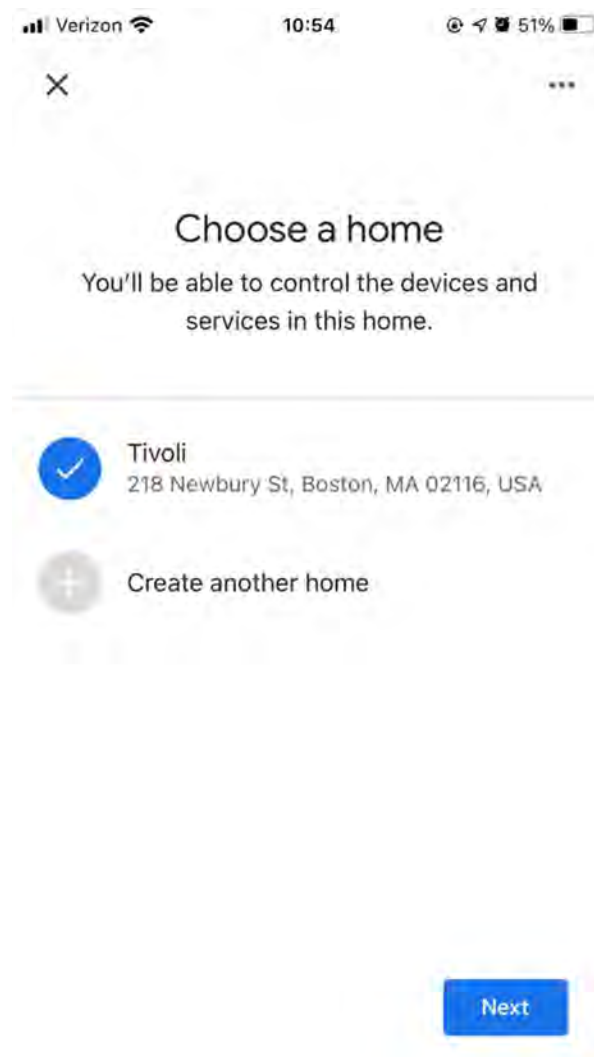 Verizon 10:54 51%
Choose a home
You'll be able to control the devices and
services in this home.
Tivoli
218 Newbury St, Boston, MA 02116, USA
Create another home
Next